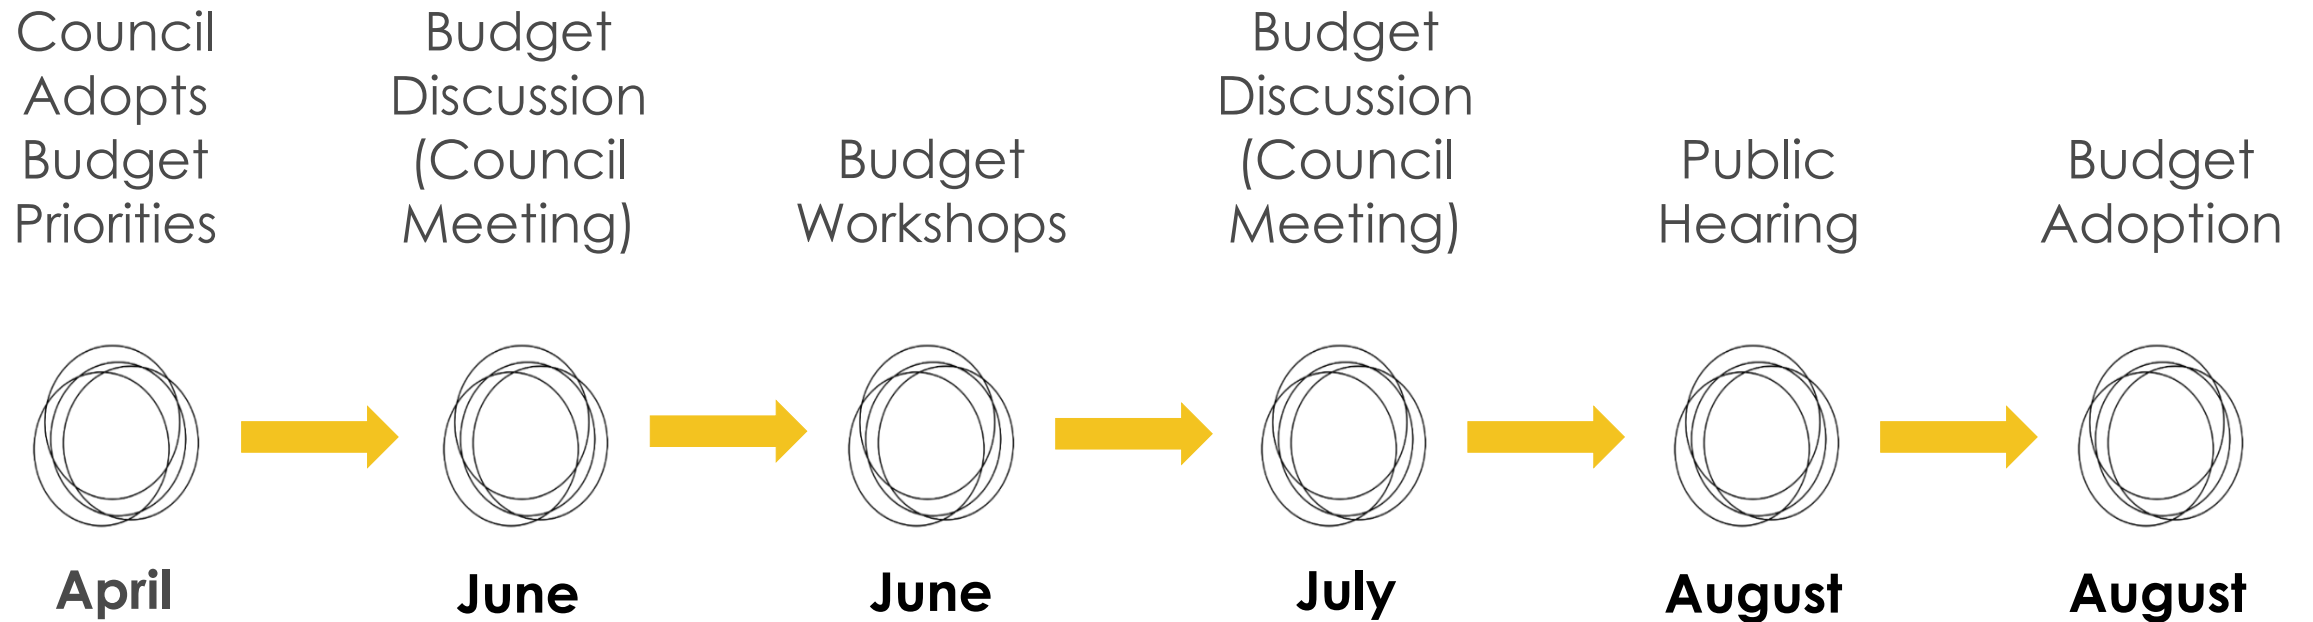 Council
Adopts
Budget
Priorities
Budget
Discussion
(Council
Meeting)
Budget
Workshops
Budget
Discussion
(Council
Meeting)
Public
Hearing
Budget
Adoption
April
June
June
July
August
August